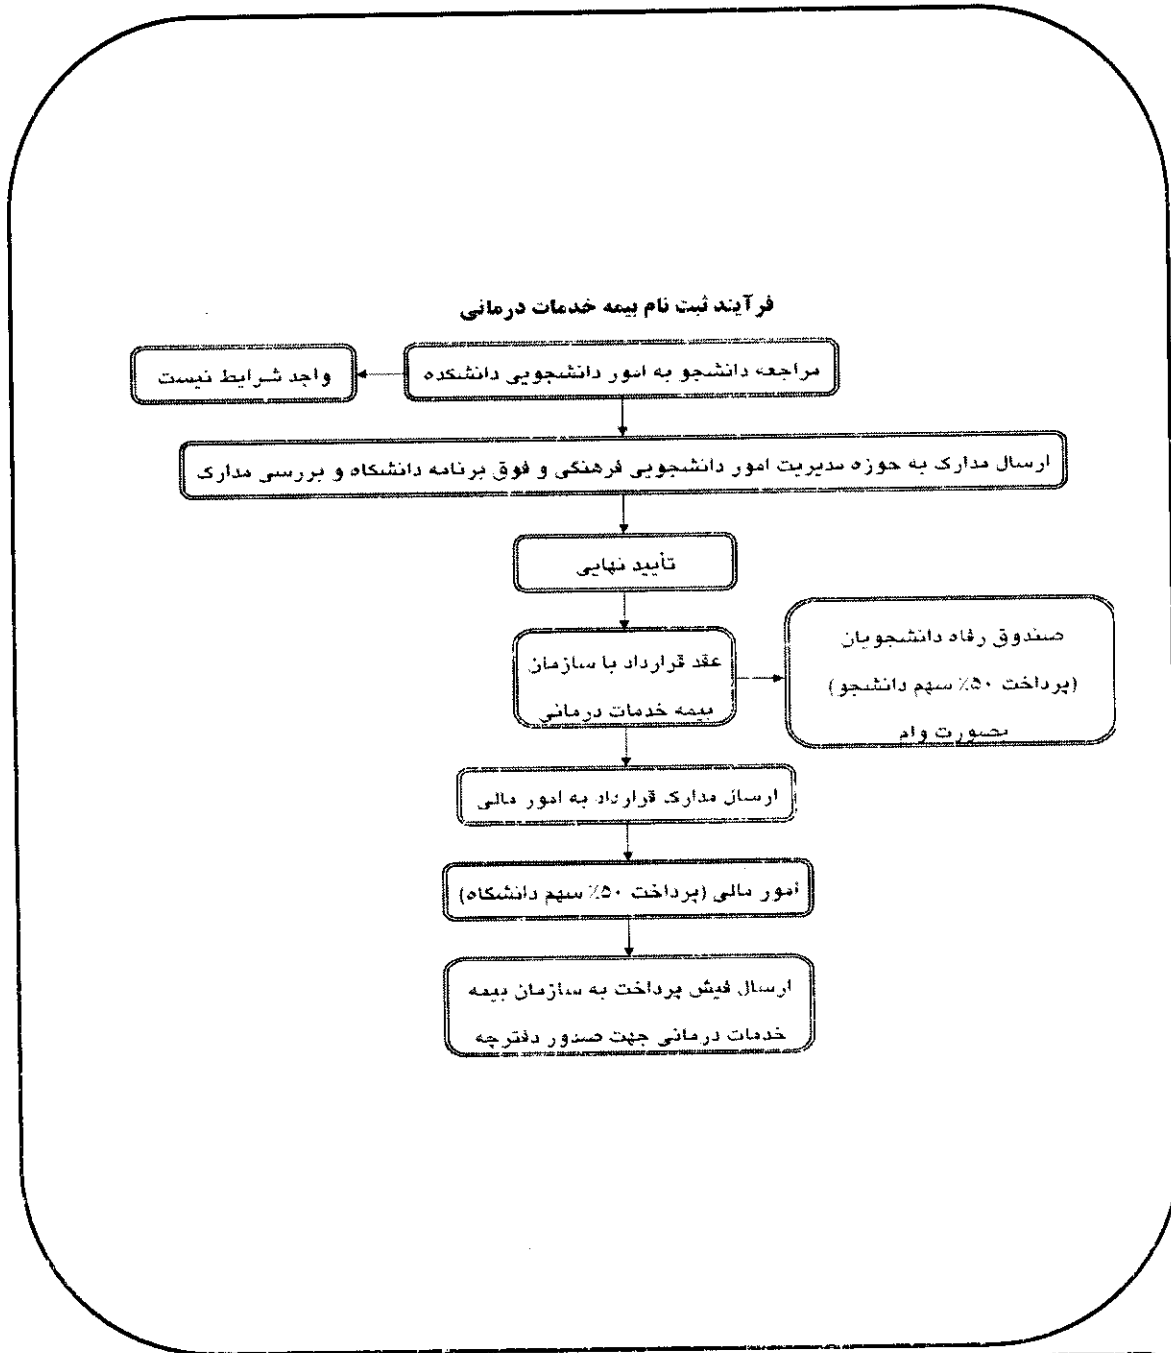 فرآیند ثبت نام بیمه خدمات درمانی
مراجعه دانشجو به امور دانشجویی دانشکده
واجد شرایط نیست
ارسال مدارک به حوزه مدیریت امور دانشجویی فرهنگی و فوق برنامه دانشگاه و بررسی مدارک
تأیید نهایی
عقد قرارداد با سازمان
بیمه خدمات درمانی
صندوق رفاه دانشجویان
(پرداخت ۵۰٪ سهم دانشجو)
بصورت وام
ارسال مدارک قرارداد به امور مالی
امور مالی (پرداخت ۵۰٪ سهم دانشگاه)
ارسال فیش پرداخت به سازمان بیمه
خدمات درمانی جهت صدور دفترچه